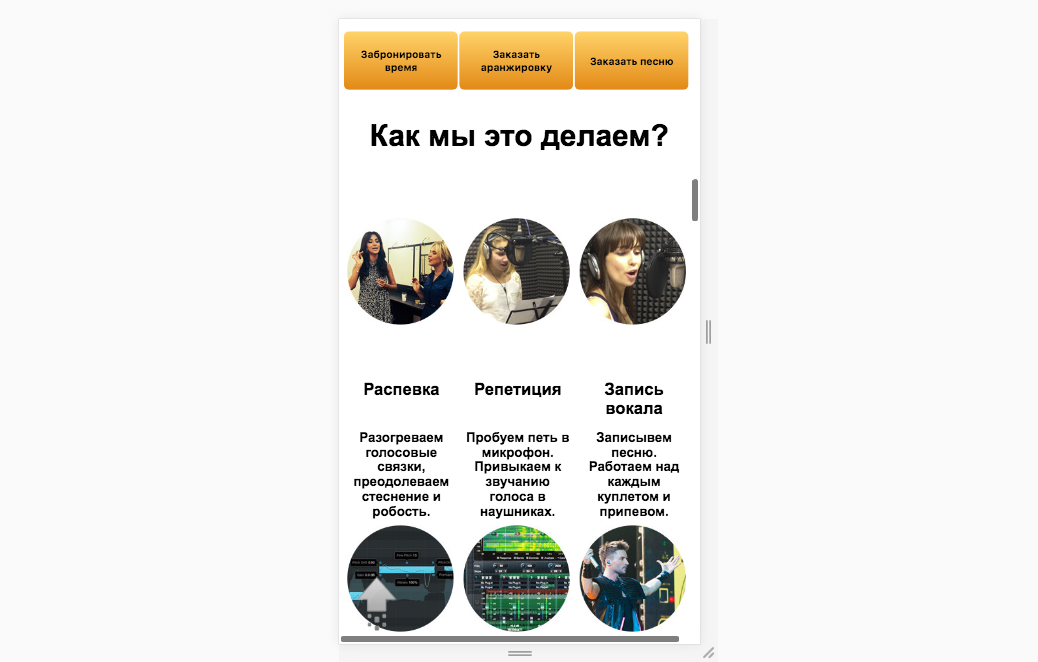 Забронировать
время
Заказать
аранжировку
Заказать песню
Как мы это делаем?
Распевка
Репетиция
Запись
вокала
Разогреваем
голосовые
связки,
преодолеваем
стеснение и
робость.
Пробуем петь в
микрофон.
Привыкаем к
звучанию
голоса в
наушниках.
Записывем
песню.
Работаем над
каждым
куплетом и
припевом.